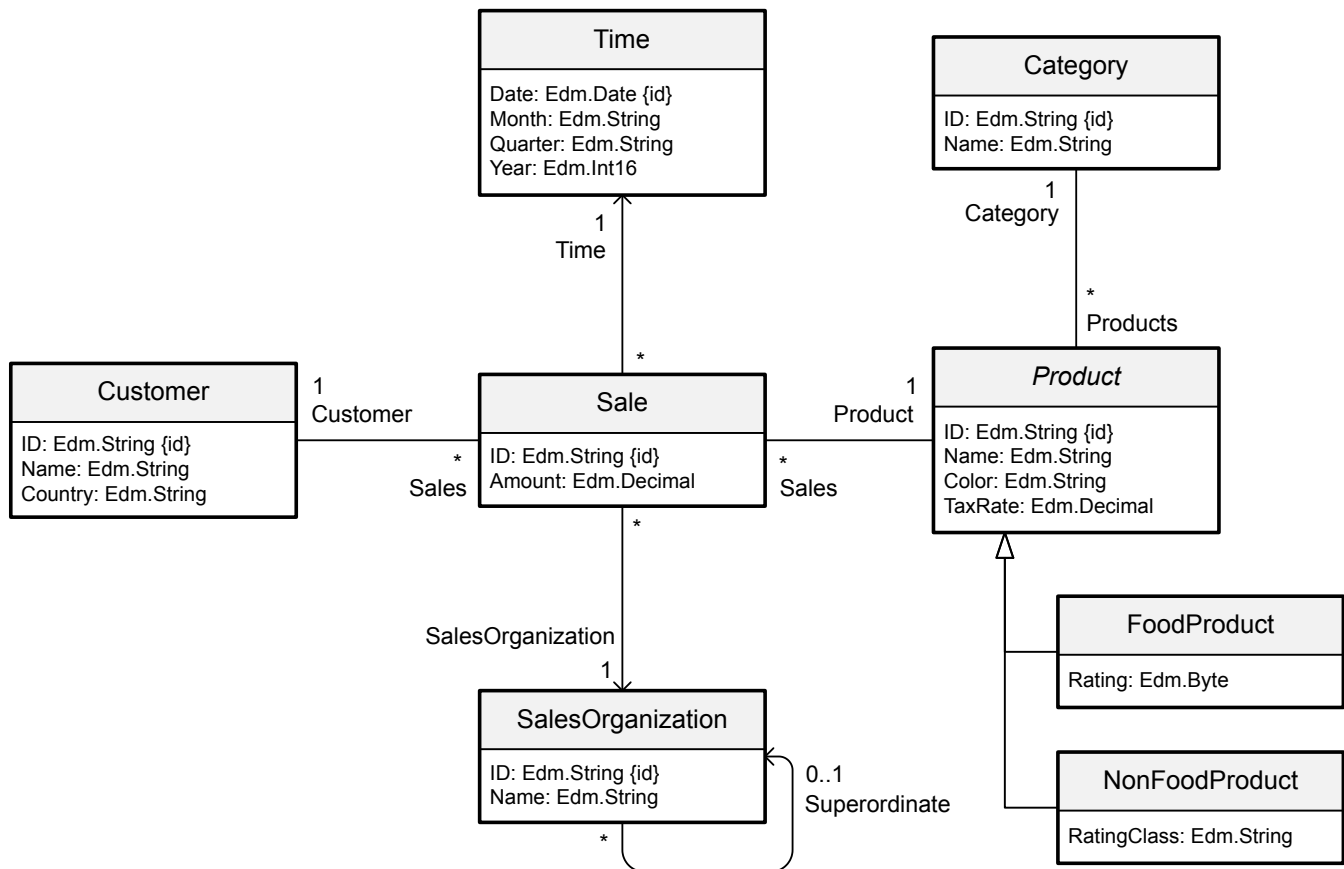 Time
Date: Edm.Date {id}
Month: Edm.String
Quarter: Edm.String
Year: Edm.Int16
Category
ID: Edm.String {id}
Name: Edm.String
1
Time
1
Category
*
Products
*
Customer
ID: Edm.String {id}
Name: Edm.String
Country: Edm.String
1
Customer
*
Sales
Sale
ID: Edm.String {id}
Amount: Edm.Decimal
1
Product
*
Sales
Product
ID: Edm.String {id}
Name: Edm.String
Color: Edm.String
TaxRate: Edm.Decimal
*
SalesOrganization
1
FoodProduct
Rating: Edm.Byte
SalesOrganization
ID: Edm.String {id}
Name: Edm.String
*
0..1
Superordinate
NonFoodProduct
RatingClass: Edm.String